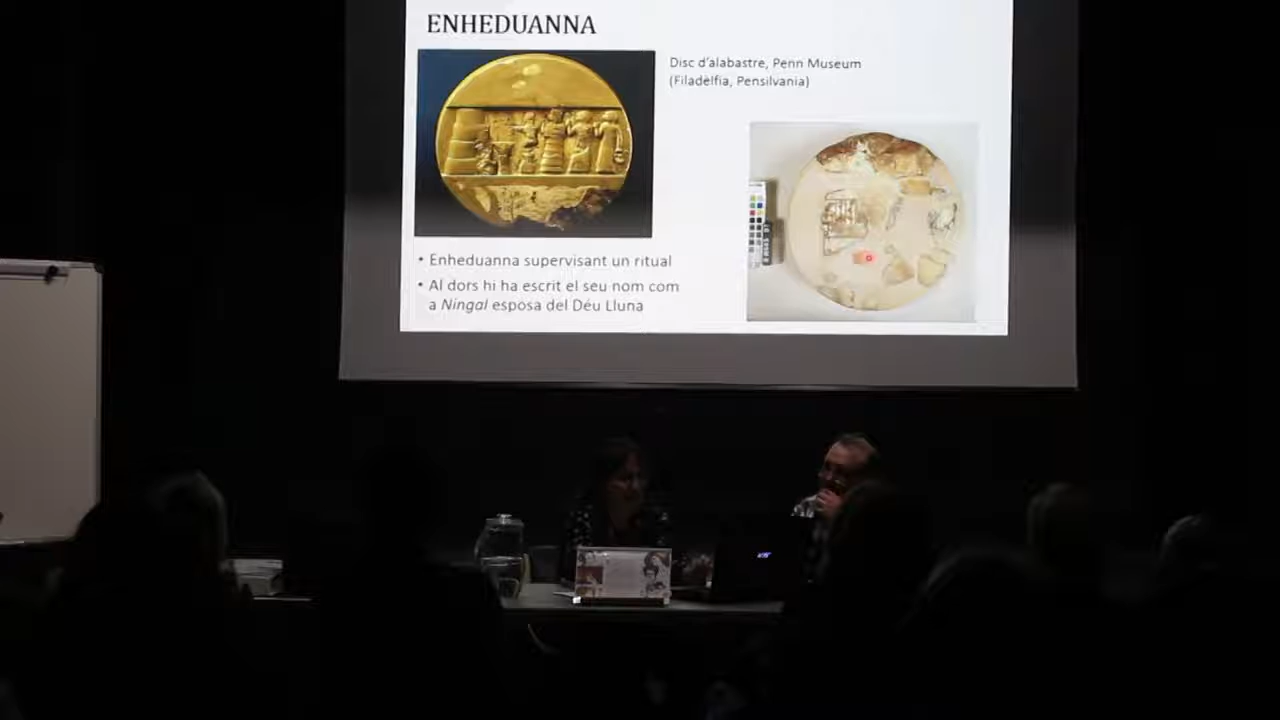 ENHEDUANNA
Disc d'alabastre, Penn Museum
(Filadèlfia, Pensilvania)
• Enheduanna supervisant un ritual
• Al dors hi ha escrit el seu nom com
a Ningal esposa del Déu Lluna